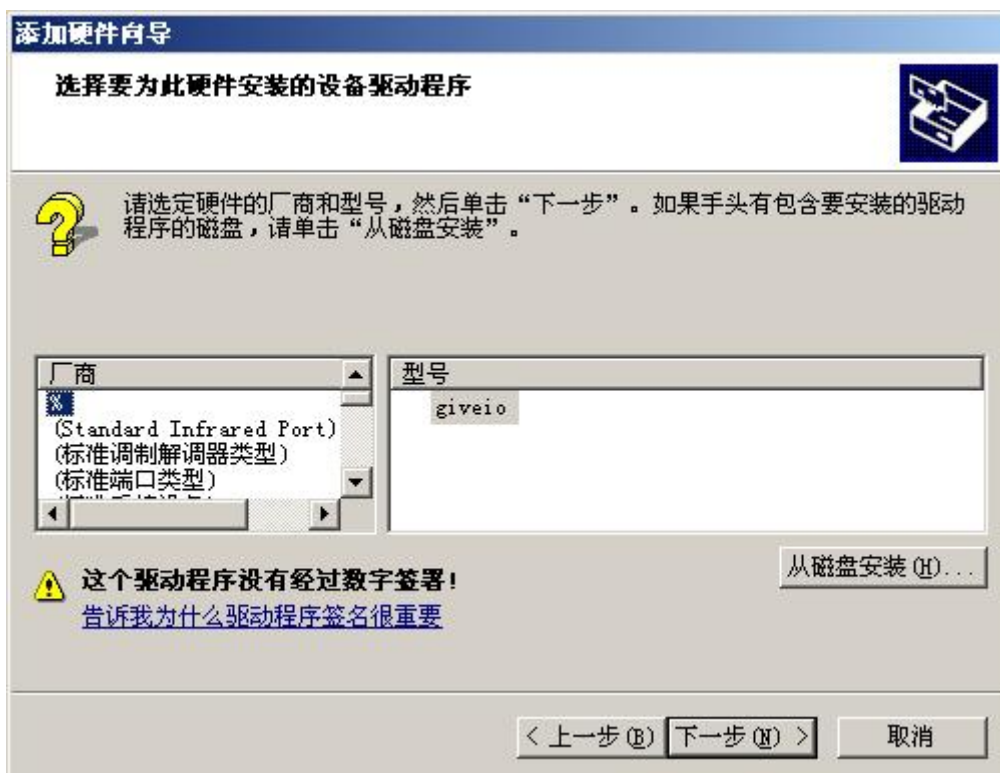 添加硬件向导
选择要为此硬件安装的设备驱动程序
请选定硬件的厂商和型号，然后单击“下一步”。如果手头有包含要安装的驱动
程序的磁盘，请单击“从磁盘安装”。
厂商
型号
%
giveio
(Standard Infrared Port)
(标准调制解调器类型)
(标准端口类型)
从磁盘安装(H)...
这个驱动程序没有经过数字签署!
告诉我为什么驱动程序签名很重要
< 上一步(B)
下一步(N) >
取消